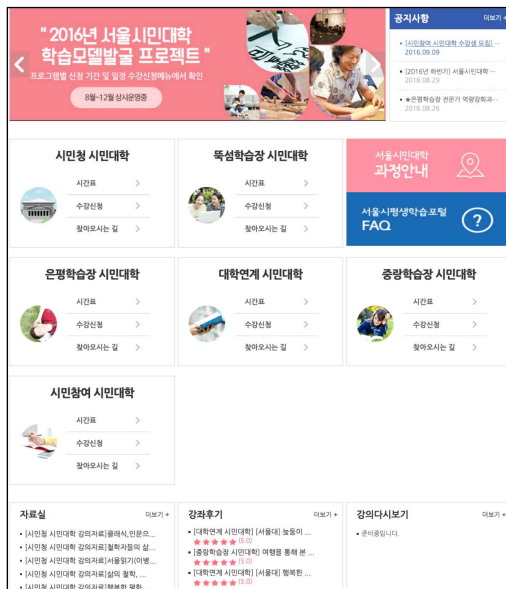 "2016년 서울시민대학
학습모델발굴 프로젝트"
프로그램별 신청 기간 및 일정 수강신청메뉴에서 확인
8월~12월 상시운영중
공지사항 더보기 +
[시민참여 시민대학 수강생 모집] ...
2016.09.09
[2016년 하반기] 서울시민대학 ...
2016.08.29
★은평학습장 전문가 역량강화과...
2016.08.26
시민청 시민대학
시간표
수강신청
찾아오시는 길
뚝섬학습장 시민대학
시간표
수강신청
찾아오시는 길
서울시민대학
과정안내
서울시평생학습포털
FAQ
은평학습장 시민대학
시간표
수강신청
찾아오시는 길
대학연계 시민대학
시간표
수강신청
찾아오시는 길
중랑학습장 시민대학
시간표
수강신청
찾아오시는 길
시민참여 시민대학
시간표
수강신청
찾아오시는 길
자료실 더보기 +
[시민청 시민대학 강의자료]클래식,인문으...
[시민청 시민대학 강의자료]철학자들의 삶...
[시민청 시민대학 강의자료]서울읽기(이병...
[시민청 시민대학 강의자료]삶의 철학, ...
[시민청 시민대학 강의자료]행복한 평화
강좌후기 더보기 +
[대학연계 시민대학] [서울대] 늦둥이 ...
★★★★★ (5.0)
[중랑학습장 시민대학] 여행을 통해 본 ...
★★★★★ (5.0)
[대학연계 시민대학] [서울대] 행복한 ...
★★★★★ (5.0)
강의다시보기 더보기 +
준비중입니다.